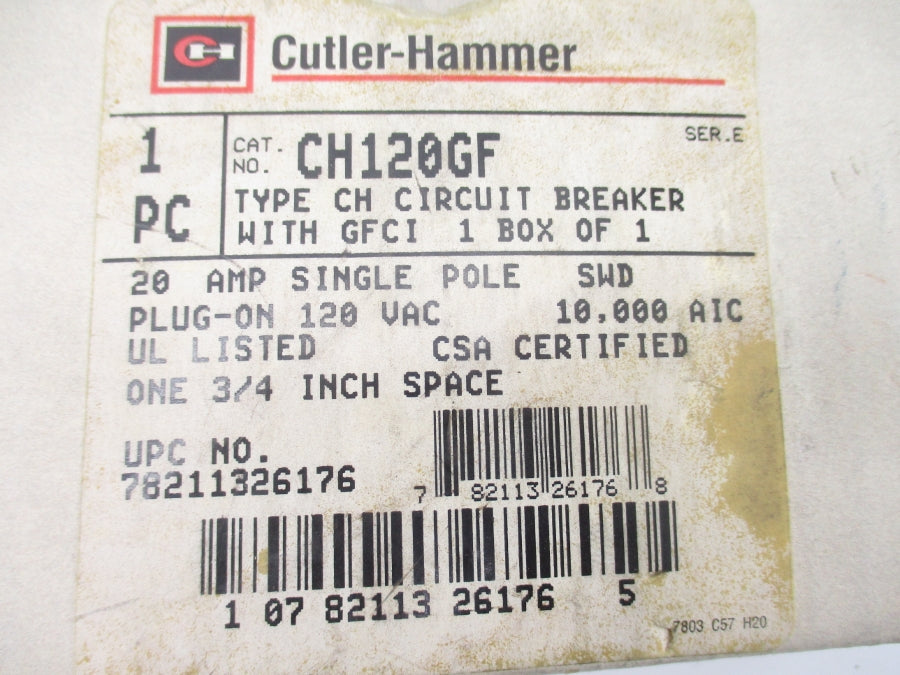 CH Cutler-Hammer
1 PC
CAT. NO. CH120GF SER.E
TYPE CH CIRCUIT BREAKER
WITH GFCI 1 BOX OF 1
20 AMP SINGLE POLE SWD
PLUG-ON 120 VAC 10,000 AIC
UL LISTED CSA CERTIFIED
ONE 3/4 INCH SPACE
UPC NO.
78211326176
7 82113 26176 8
1 07 82113 26176 5
7803 C57 H20